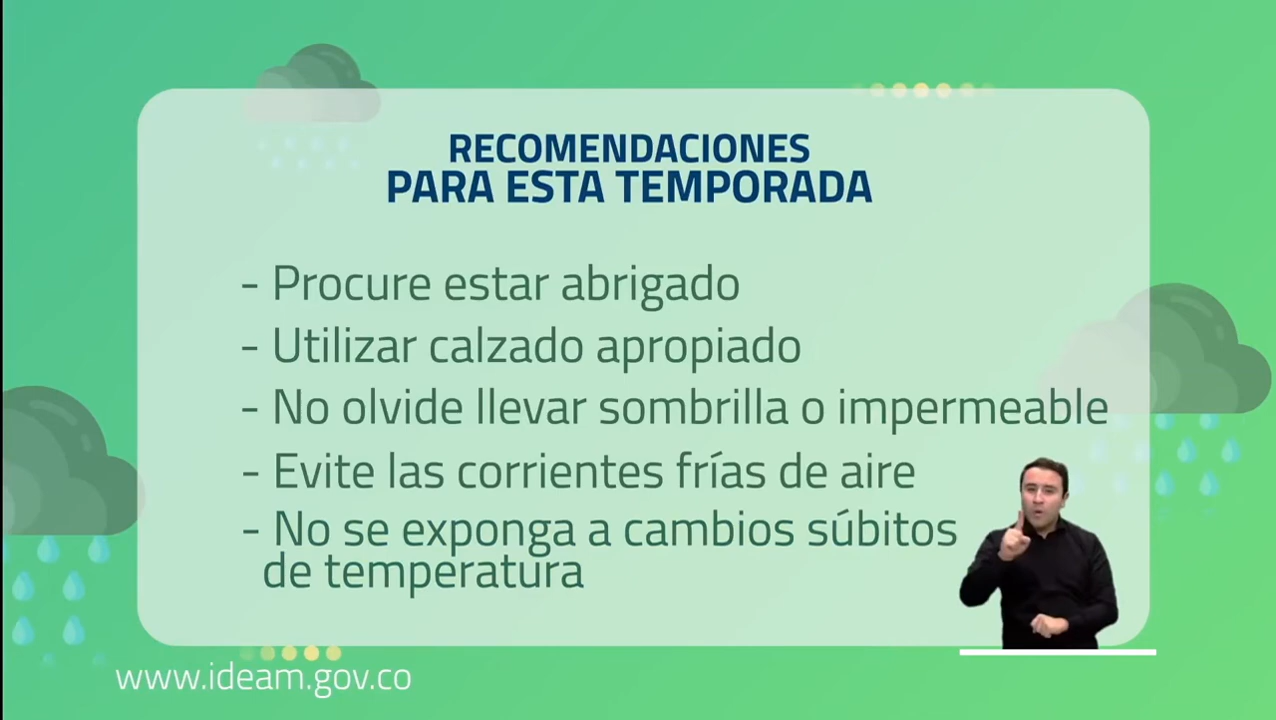 RECOMENDACIONES
PARA ESTA TEMPORADA
- Procure estar abrigado
- Utilizar calzado apropiado
- No olvide llevar sombrilla o impermeable
- Evite las corrientes frías de aire
- No se exponga a cambios súbitos
de temperatura
www.ideam.gov.co